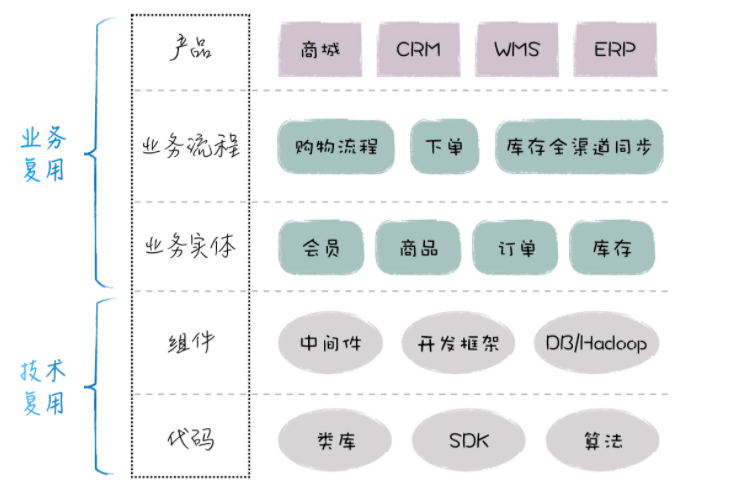 产品 商城 CRM WMS ERP
业务复用
业务流程 购物流程 下单 库存全渠道同步
业务实体 会员 商品 订单 库存
组件 中间件 开发框架 DB/Hadoop
技术复用
代码 类库 SDK 算法